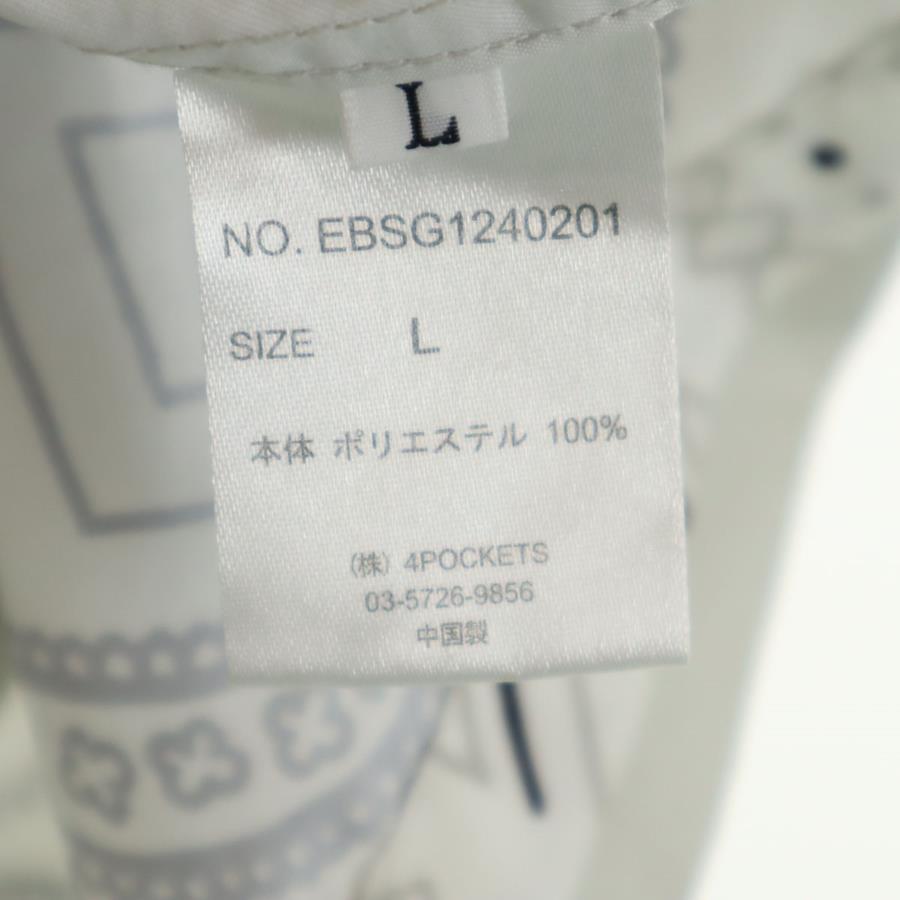 L
NO. EBSG1240201
SIZE L
本体 ポリエステル 100%
(株) 4POCKETS
03-5726-9856
中国製